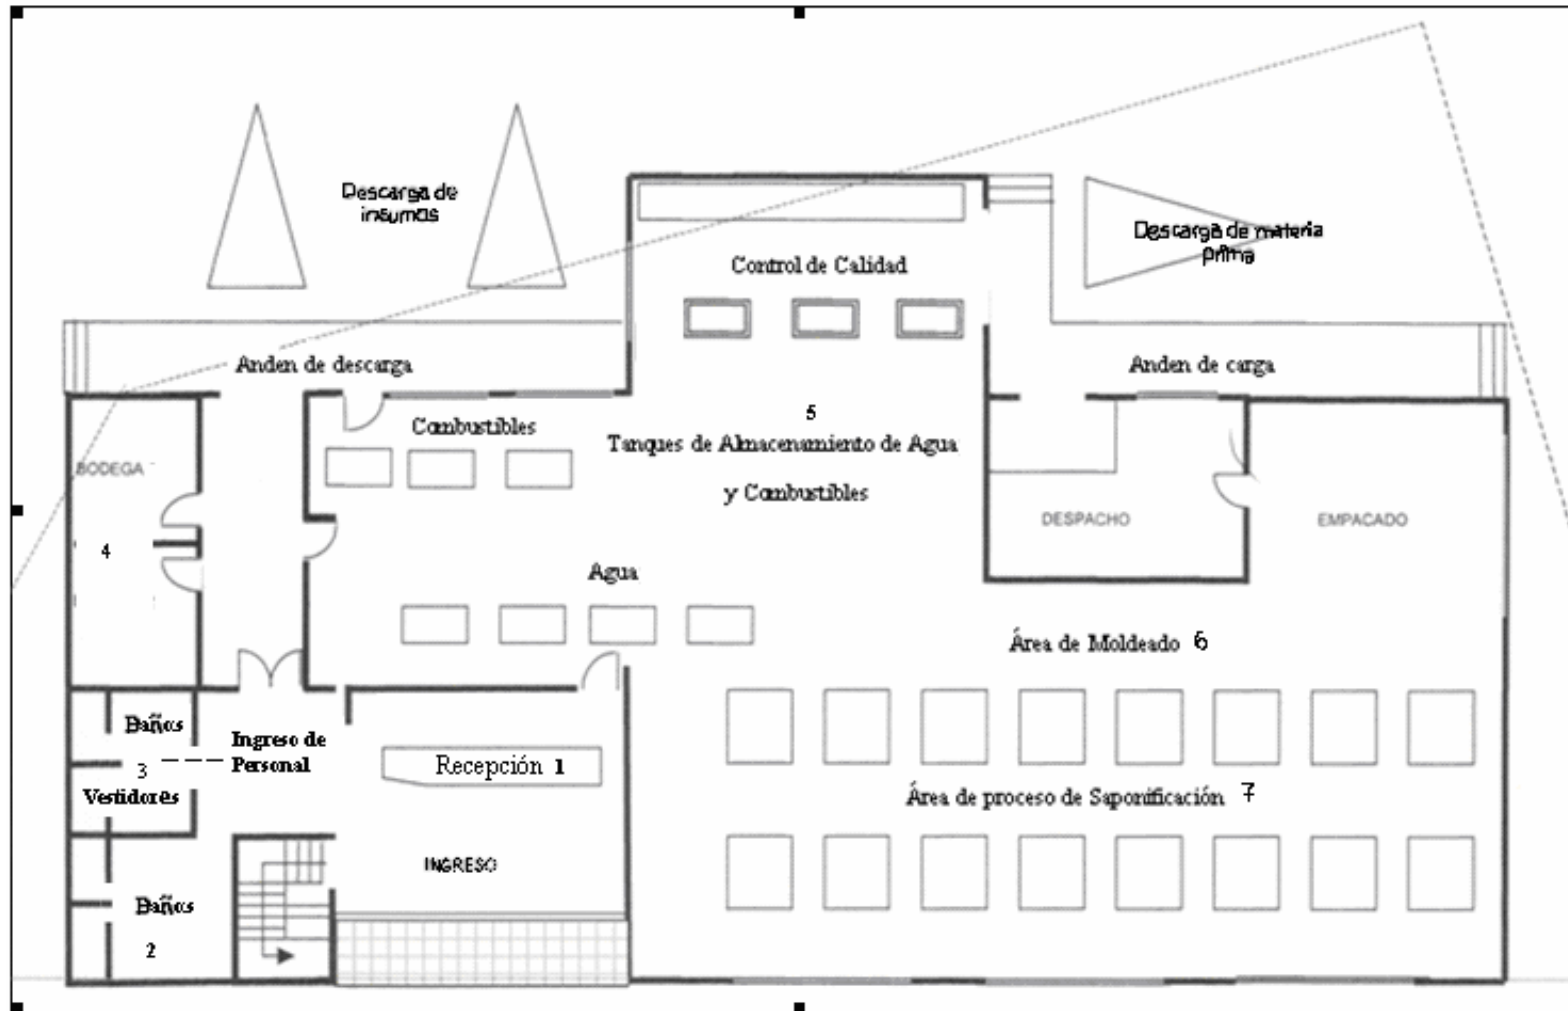 Descarga de
insumos
Descarga de materia
prima
Control de Calidad
Anden de descarga
Anden de carga
Combustibles
5
Tanques de Almacenamiento de Agua
y Combustibles
BODEGA
4
DESPACHO
EMPACADO
Agua
Área de Moldeado 6
Baños
3
Vestidores
Ingreso de
Personal
Recepción 1
Área de proceso de Saponificación 7
INGRESO
Baños
2